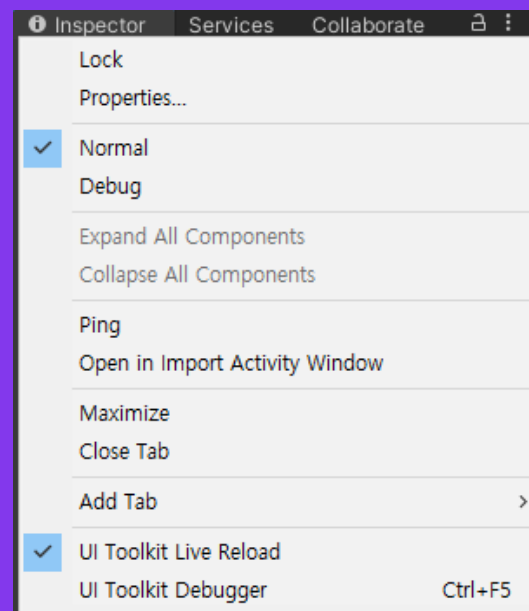 Inspector Services Collaborate
Lock
Properties...
Normal
Debug
Expand All Components
Collapse All Components
Ping
Open in Import Activity Window
Maximize
Close Tab
Add Tab
UI Toolkit Live Reload
UI Toolkit Debugger Ctrl+F5